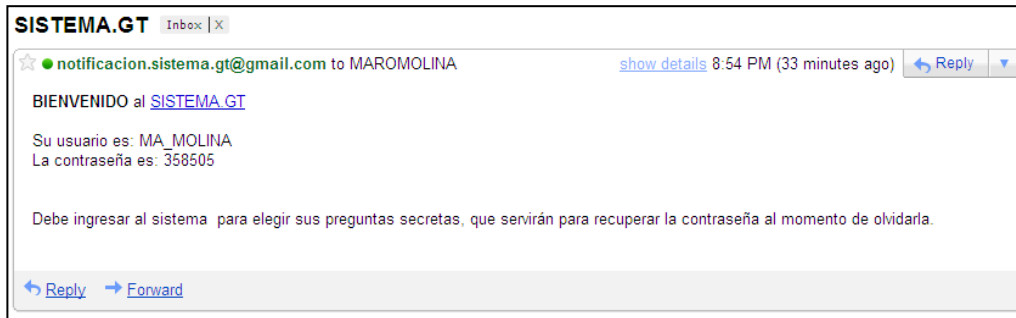 SISTEMA.GT Inbox | X
notificacion.sistema.gt@gmail.com to MAROMOLINA show details 8:54 PM (33 minutes ago) Reply
BIENVENIDO al SISTEMA.GT
Su usuario es: MA_MOLINA
La contraseña es: 358505
Debe ingresar al sistema para elegir sus preguntas secretas, que servirán para recuperar la contraseña al momento de olvidarla.
Reply Forward